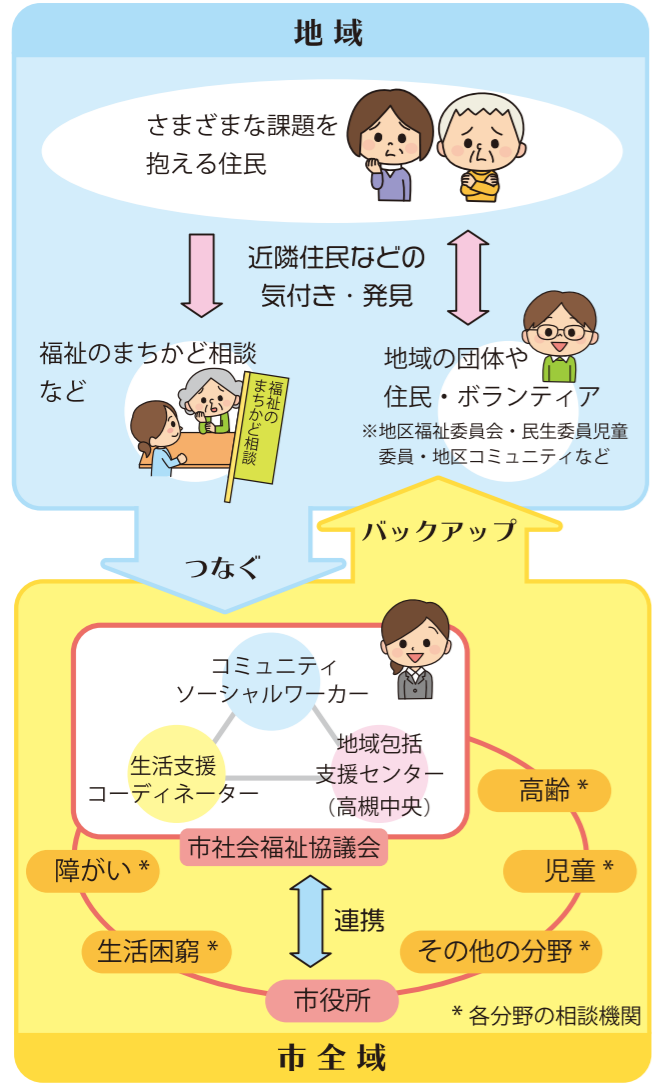 地域
さまざまな課題を
抱える住民
近隣住民などの
気付き・発見
福祉のまちかど相談
など
福祉の
まちかど相談
地域の団体や
住民・ボランティア
※地区福祉委員会・民生委員児童
委員・地区コミュニティなど
つなぐ
バックアップ
コミュニティ
ソーシャルワーカー
生活支援
コーディネーター
地域包括
支援センター
(高槻中央)
市社会福祉協議会
高齢*
障がい*
児童*
連携
生活困窮*
その他の分野*
市役所
*各分野の相談機関
市全域